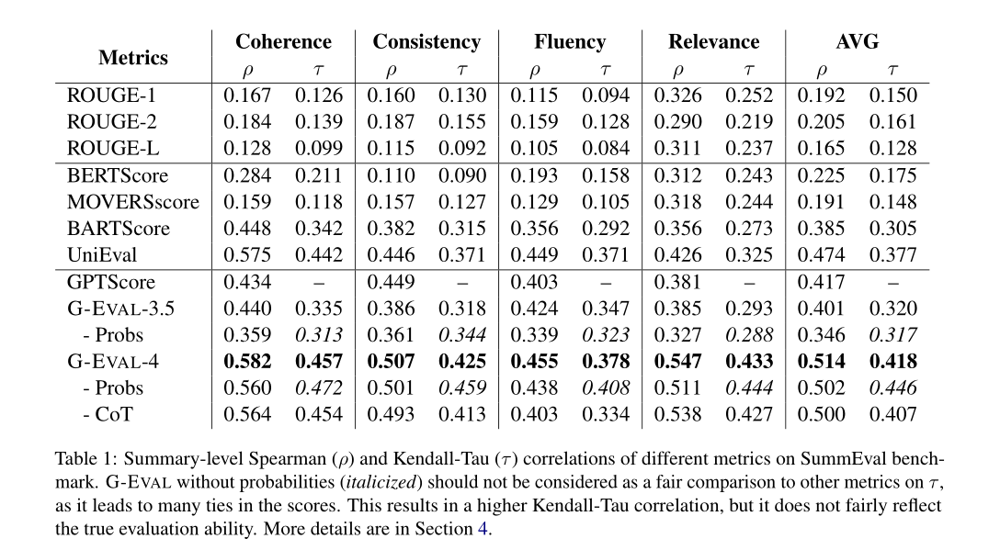 Metrics Coherence Consistency Fluency Relevance AVG
ρ τ ρ τ ρ τ ρ τ ρ τ
ROUGE-1 0.167 0.126 0.160 0.130 0.115 0.094 0.326 0.252 0.192 0.150
ROUGE-2 0.184 0.139 0.187 0.155 0.159 0.128 0.290 0.219 0.205 0.161
ROUGE-L 0.128 0.099 0.115 0.092 0.105 0.084 0.311 0.237 0.165 0.128
BERTScore 0.284 0.211 0.110 0.090 0.193 0.158 0.312 0.243 0.225 0.175
MOVERSscore 0.159 0.118 0.157 0.127 0.129 0.105 0.318 0.244 0.191 0.148
BARTScore 0.448 0.342 0.382 0.315 0.356 0.292 0.356 0.273 0.385 0.305
UniEval 0.575 0.442 0.446 0.371 0.449 0.371 0.426 0.325 0.474 0.377
GPTScore 0.434 – 0.449 – 0.403 – 0.381 – 0.417 –
G-EVAL-3.5 0.440 0.335 0.386 0.318 0.424 0.347 0.385 0.293 0.401 0.320
- Probs 0.359 0.313 0.361 0.344 0.339 0.323 0.327 0.288 0.346 0.317
G-EVAL-4 0.582 0.457 0.507 0.425 0.455 0.378 0.547 0.433 0.514 0.418
- Probs 0.560 0.472 0.501 0.459 0.438 0.408 0.511 0.444 0.502 0.446
- CoT 0.564 0.454 0.493 0.413 0.403 0.334 0.538 0.427 0.500 0.407
Table 1: Summary-level Spearman (ρ) and Kendall-Tau (τ) correlations of different metrics on SummEval bench-
mark. G-EVAL without probabilities (italicized) should not be considered as a fair comparison to other metrics on τ,
as it leads to many ties in the scores. This results in a higher Kendall-Tau correlation, but it does not fairly reflect
the true evaluation ability. More details are in Section 4.